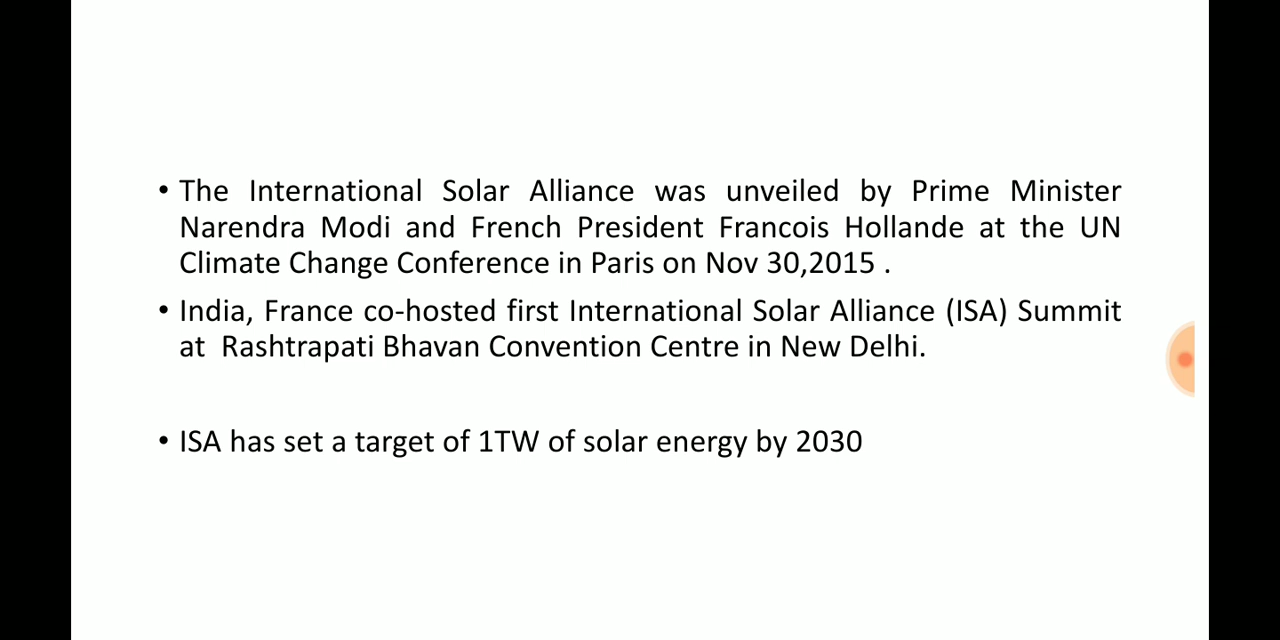 • The International Solar Alliance was unveiled by Prime Minister
Narendra Modi and French President Francois Hollande at the UN
Climate Change Conference in Paris on Nov 30,2015 .
• India, France co-hosted first International Solar Alliance (ISA) Summit
at  Rashtrapati Bhavan Convention Centre in New Delhi.
• ISA has set a target of 1TW of solar energy by 2030